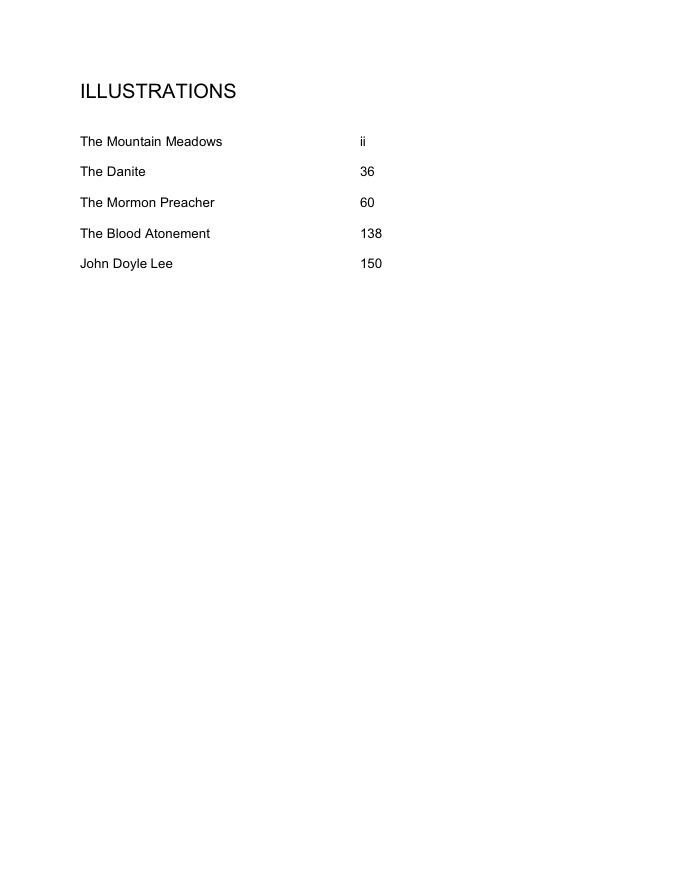 ILLUSTRATIONS
The Mountain Meadows ii
The Danite 36
The Mormon Preacher 60
The Blood Atonement 138
John Doyle Lee 150